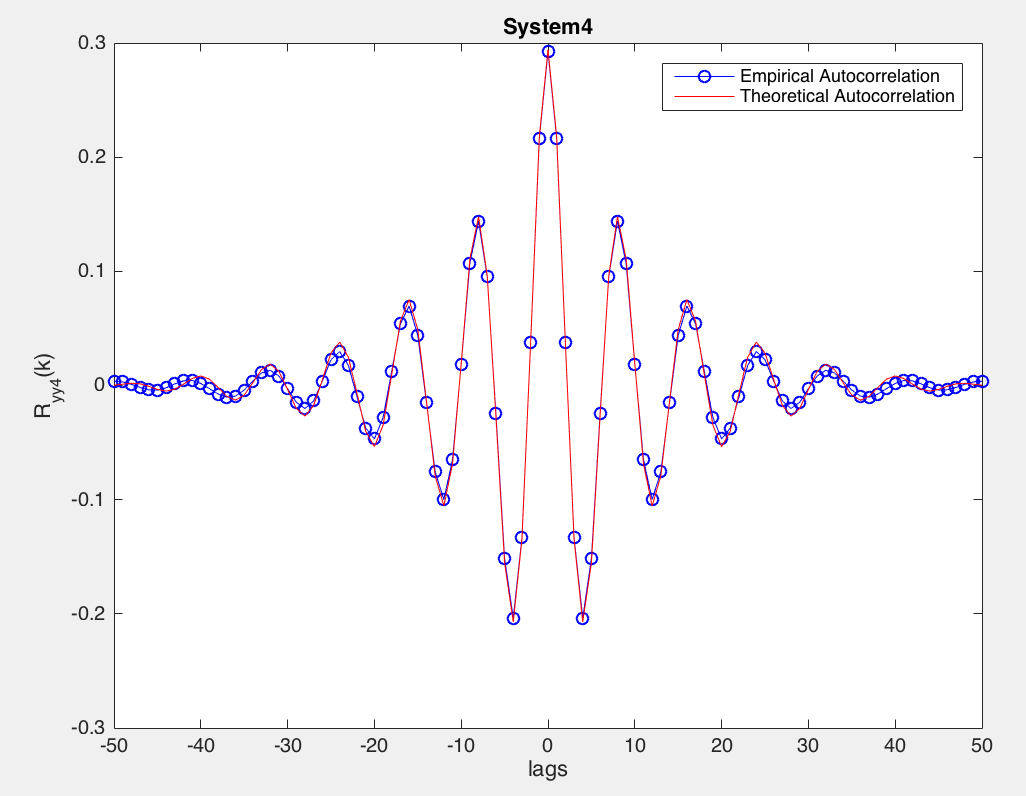 System4
Empirical Autocorrelation
Theoretical Autocorrelation
0.3
0.2
0.1
0
-0.1
-0.2
-0.3
R_yy4(k)
-50 -40 -30 -20 -10 0 10 20 30 40 50
lags